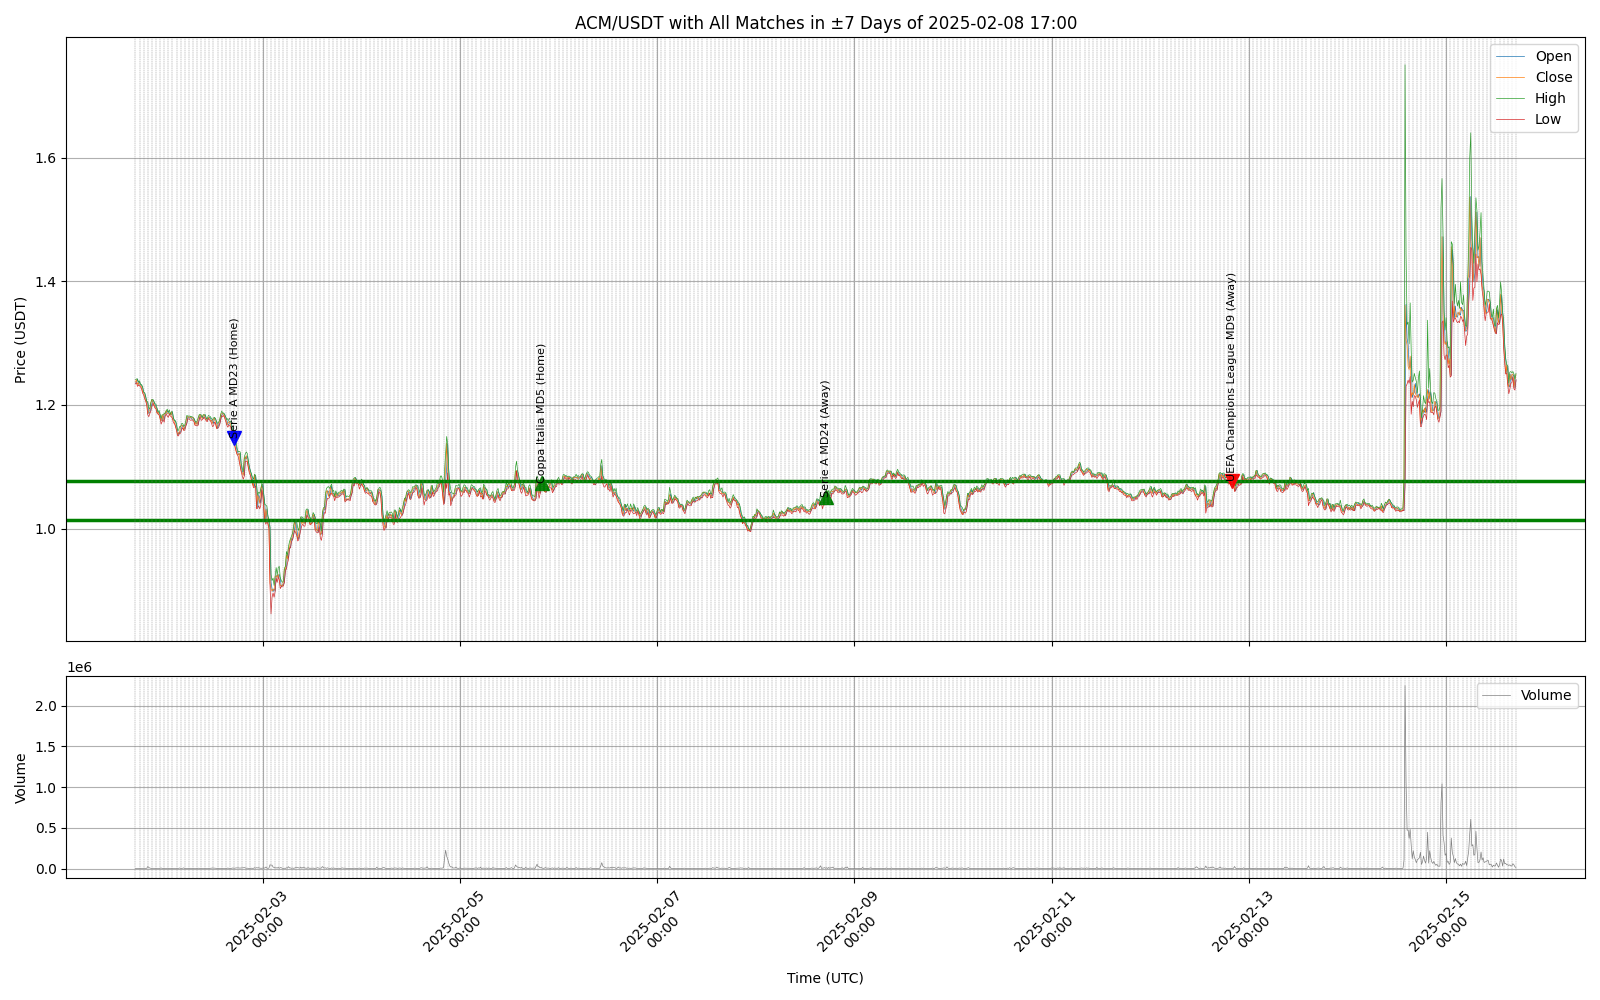 ACM/USDT with All Matches in ±7 Days of 2025-02-08 17:00
Price (USDT)
1.6
1.4
1.2
1.0
Open
Close
High
Low
Serie A MD23 (Home)
Coppa Italia MD5 (Home)
Serie A MD24 (Away)
UEFA Champions League MD9 (Away)
1e6
Volume
2.0
1.5
1.0
0.5
0.0
Volume
2025-02-03
00:00
2025-02-05
00:00
2025-02-07
00:00
2025-02-09
00:00
2025-02-11
00:00
2025-02-13
00:00
2025-02-15
00:00
Time (UTC)